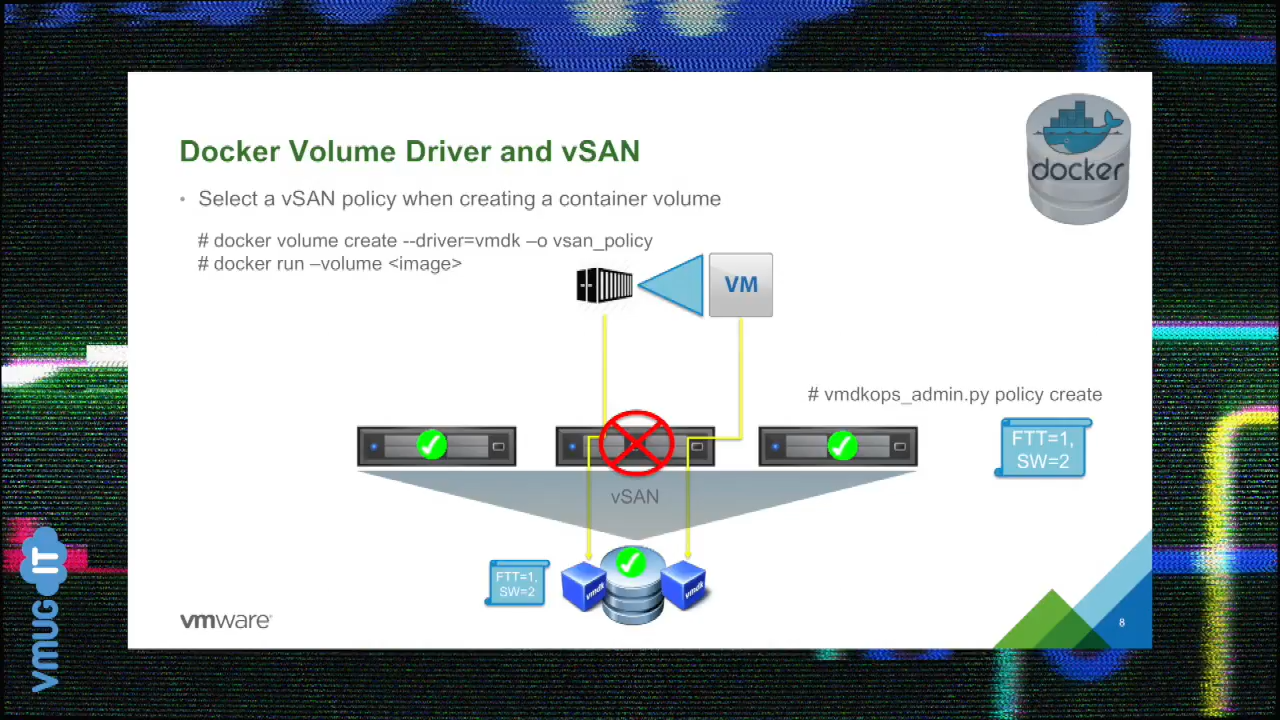 docker
Docker Volume Driver and vSAN
• Select a vSAN policy when creating a container volume
# docker volume create --driver=vmdk –o vsan_policy
# docker run –volume <image>
VM
# vmdkops_admin.py policy create
FTT=1,
SW=2
vSAN
FTT=1,
SW=2
vmdk
vmdk
vmware
8
vmUG IT